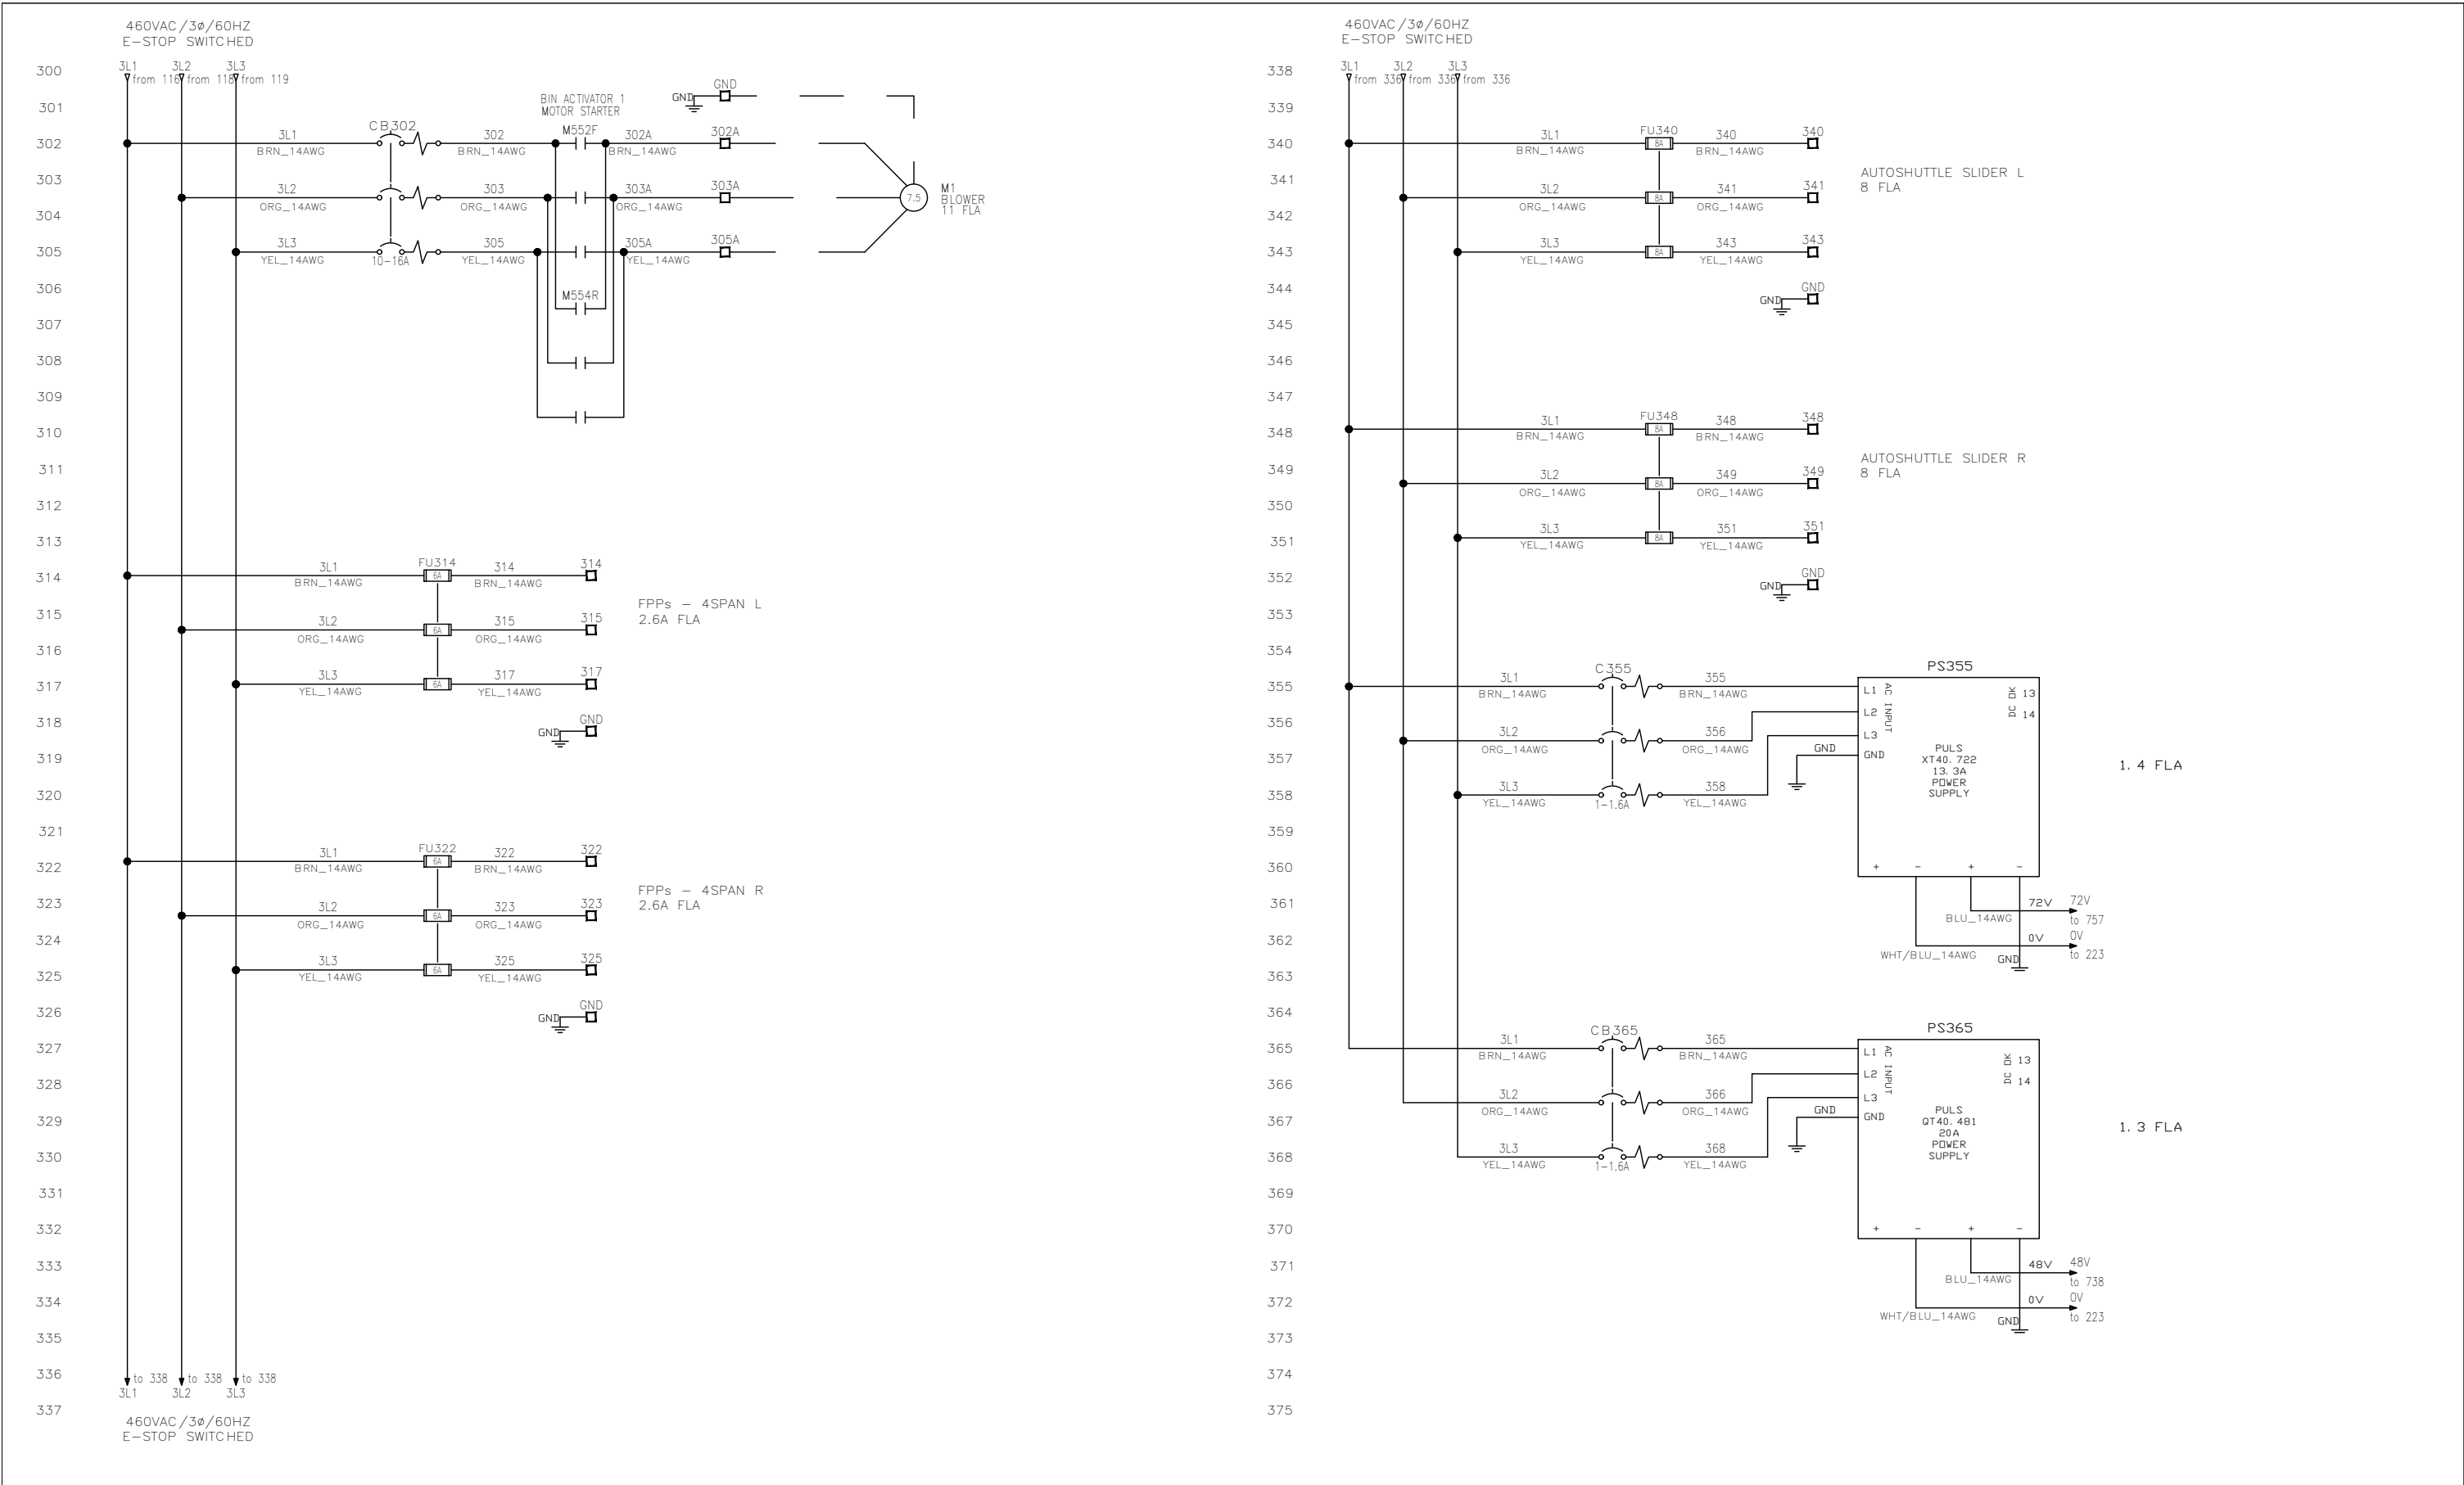 460VAC/3ø/60HZ
E-STOP SWITCHED
3L1 3L2 3L3
from 116 from 118 from 119
300
301
302
303
304
305
306
307
308
309
310
311
312
313
314
315
316
317
318
319
320
321
322
323
324
325
326
327
328
329
330
331
332
333
334
335
336
337
GND GND
BIN ACTIVATOR 1
MOTOR STARTER
CB302 M552F
3L1 302 302A 302A
BRN_14AWG BRN_14AWG BRN_14AWG
3L2 303 303A 303A
ORG_14AWG ORG_14AWG ORG_14AWG
7.5
M1
BLOWER
11 FLA
3L3 305 305A 305A
YEL_14AWG 10-16A YEL_14AWG YEL_14AWG
M554R
FU314
3L1 6A 314 314
BRN_14AWG BRN_14AWG
3L2 6A 315 315
ORG_14AWG ORG_14AWG
FPPs - 4SPAN L
2.6A FLA
3L3 6A 317 317
YEL_14AWG YEL_14AWG
GND GND
FU322
3L1 6A 322 322
BRN_14AWG BRN_14AWG
3L2 6A 323 323
ORG_14AWG ORG_14AWG
FPPs - 4SPAN R
2.6A FLA
3L3 6A 325 325
YEL_14AWG YEL_14AWG
GND GND
to 338 to 338 to 338
3L1 3L2 3L3
460VAC/3ø/60HZ
E-STOP SWITCHED
460VAC/3ø/60HZ
E-STOP SWITCHED
3L1 3L2 3L3
from 336 from 336 from 336
338
339
340
341
342
343
344
345
346
347
348
349
350
351
352
353
354
355
356
357
358
359
360
361
362
363
364
365
366
367
368
369
370
371
372
373
374
375
FU340
3L1 8A 340 340
BRN_14AWG BRN_14AWG
3L2 8A 341 341
ORG_14AWG ORG_14AWG
AUTOSHUTTLE SLIDER L
8 FLA
3L3 8A 343 343
YEL_14AWG YEL_14AWG
GND GND
FU348
3L1 8A 348 348
BRN_14AWG BRN_14AWG
3L2 8A 349 349
ORG_14AWG ORG_14AWG
AUTOSHUTTLE SLIDER R
8 FLA
3L3 8A 351 351
YEL_14AWG YEL_14AWG
GND GND
C355
3L1 355
BRN_14AWG BRN_14AWG
3L2 356
ORG_14AWG ORG_14AWG
3L3 358
YEL_14AWG 1-1.6A YEL_14AWG
GND
PS355
L1
L2
L3
GND
AC INPUT
DC OK
13
14
PULS
XT40.722
13.3A
POWER
SUPPLY
+ - + -
1.4 FLA
72V 72V
BLU_14AWG to 757
0V 0V
WHT/BLU_14AWG GND to 223
CB365
3L1 365
BRN_14AWG BRN_14AWG
3L2 366
ORG_14AWG ORG_14AWG
3L3 368
YEL_14AWG 1-1.6A YEL_14AWG
GND
PS365
L1
L2
L3
GND
AC INPUT
DC OK
13
14
PULS
QT40.481
20A
POWER
SUPPLY
+ - + -
1.3 FLA
48V 48V
BLU_14AWG to 738
0V 0V
WHT/BLU_14AWG GND to 223